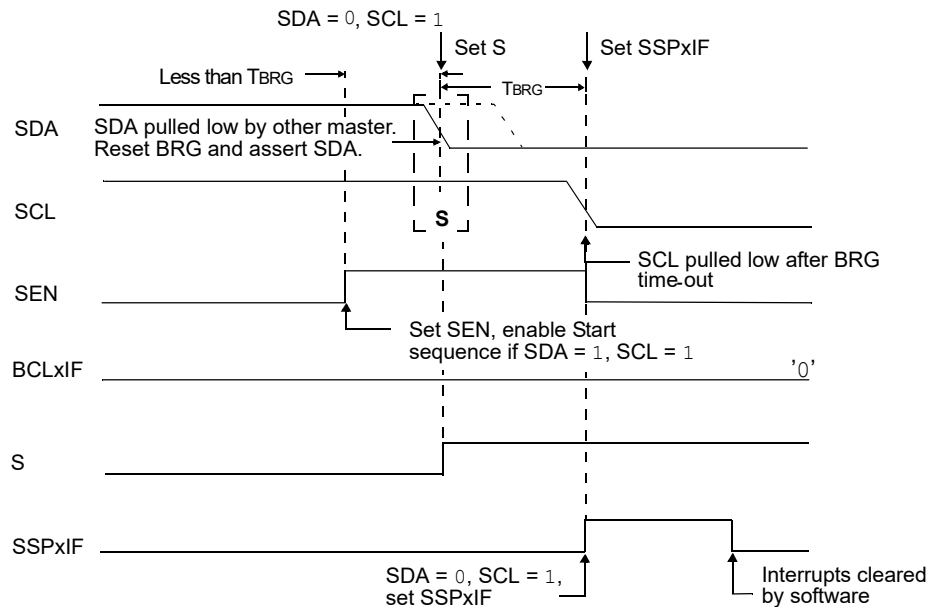 SDA = 0, SCL = 1
Set S
Set SSPxIF
Less than TBRG
TBRG
SDA
SDA pulled low by other master.
Reset BRG and assert SDA.
SCL
S
SCL pulled low after BRG
time-out
SEN
Set SEN, enable Start
sequence if SDA = 1, SCL = 1
BCLxIF
'0'
S
SSPxIF
SDA = 0, SCL = 1,
set SSPxIF
Interrupts cleared
by software